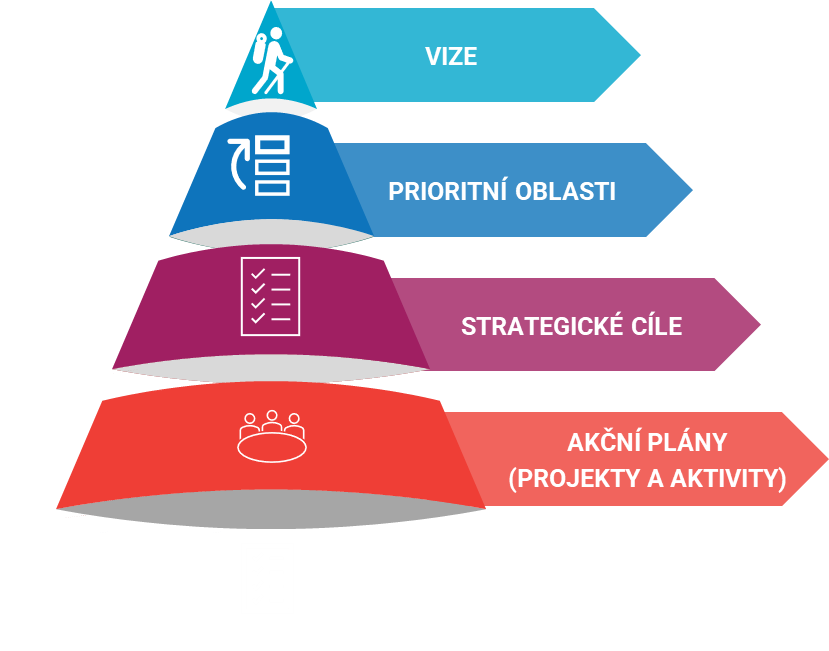 VIZE
PRIORITNÍ OBLASTI
STRATEGICKÉ CÍLE
AKČNÍ PLÁNY
(PROJEKTY A AKTIVITY)